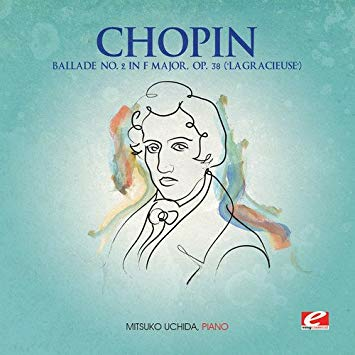 CHOPIN
BALLADE NO. 2 IN F MAJOR, OP. 38 ("LA GRACIEUSE")
MITSUKO UCHIDA, PIANO